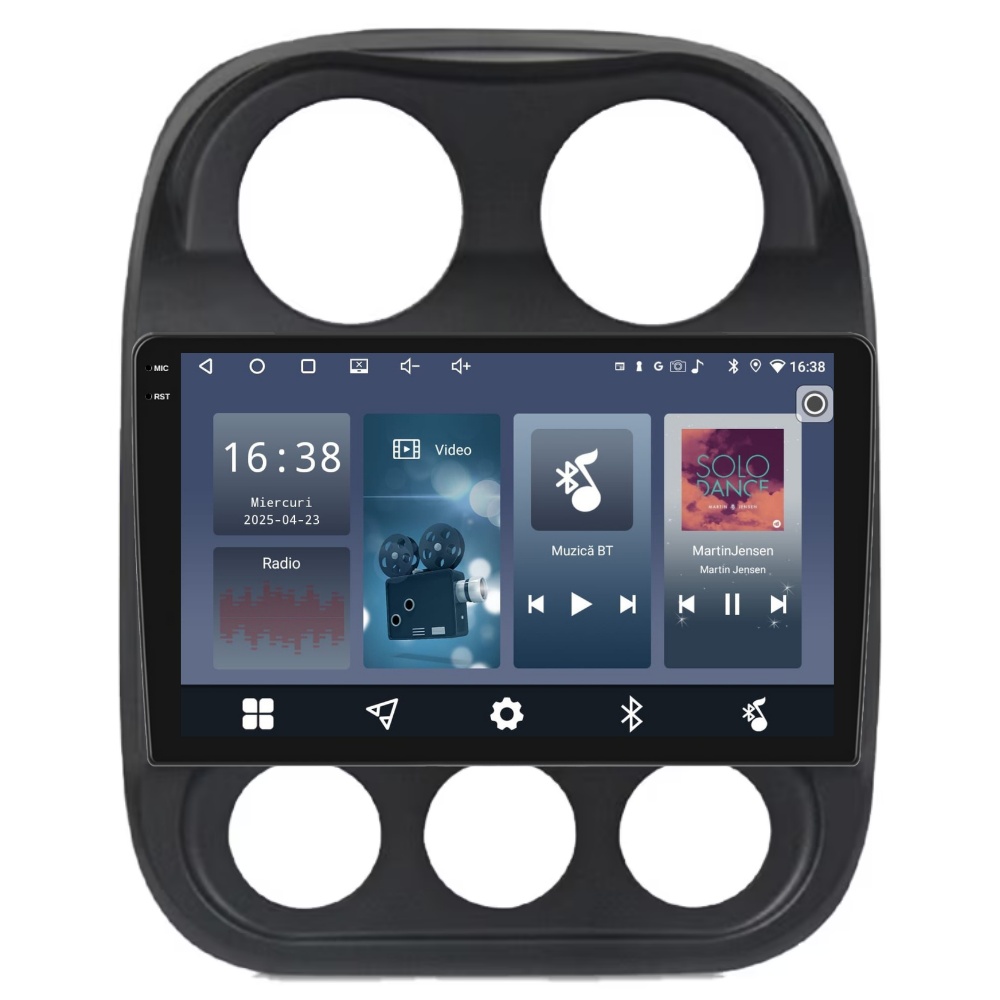 MIC
RST
G
16:38
16:38
Miercuri
2025-04-23
Radio
Video
Muzică BT
SOLO
DANCE
MARTIN JENSEN
MartinJensen
Martin Jensen